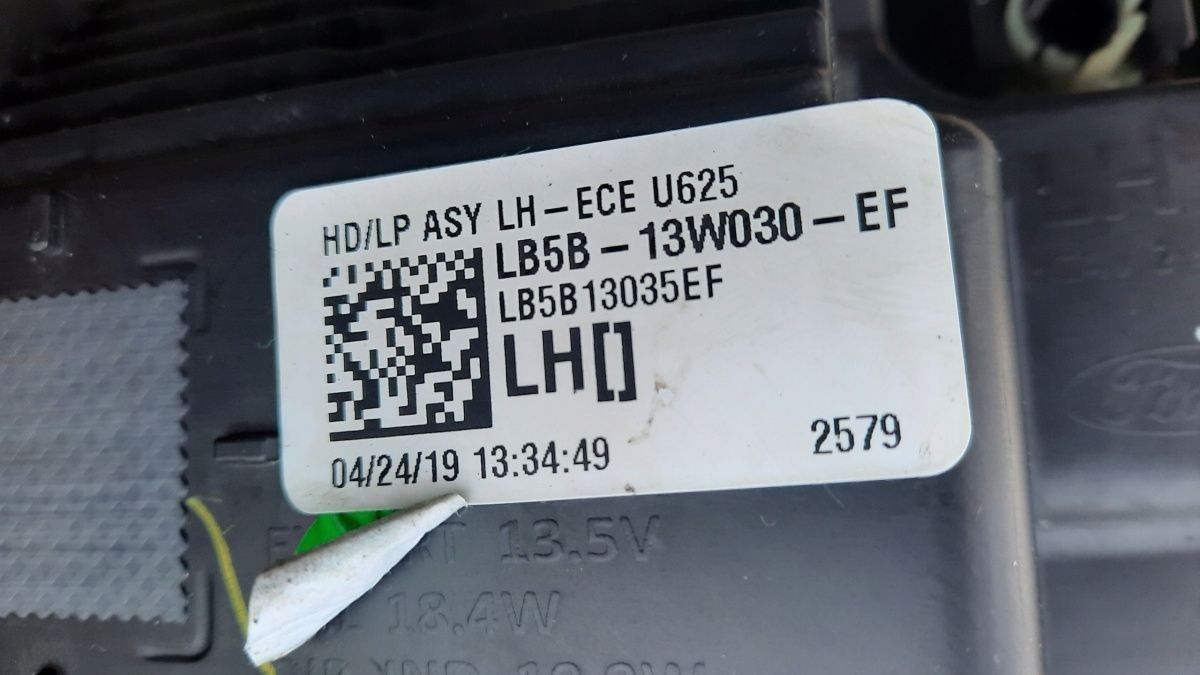 HD/LP ASY LH-ECE U625
LB5B-13W030-EF
LB5B13035EF
LH[]
04/24/19 13:34:49
2579
13.5V
18.4W
Ford